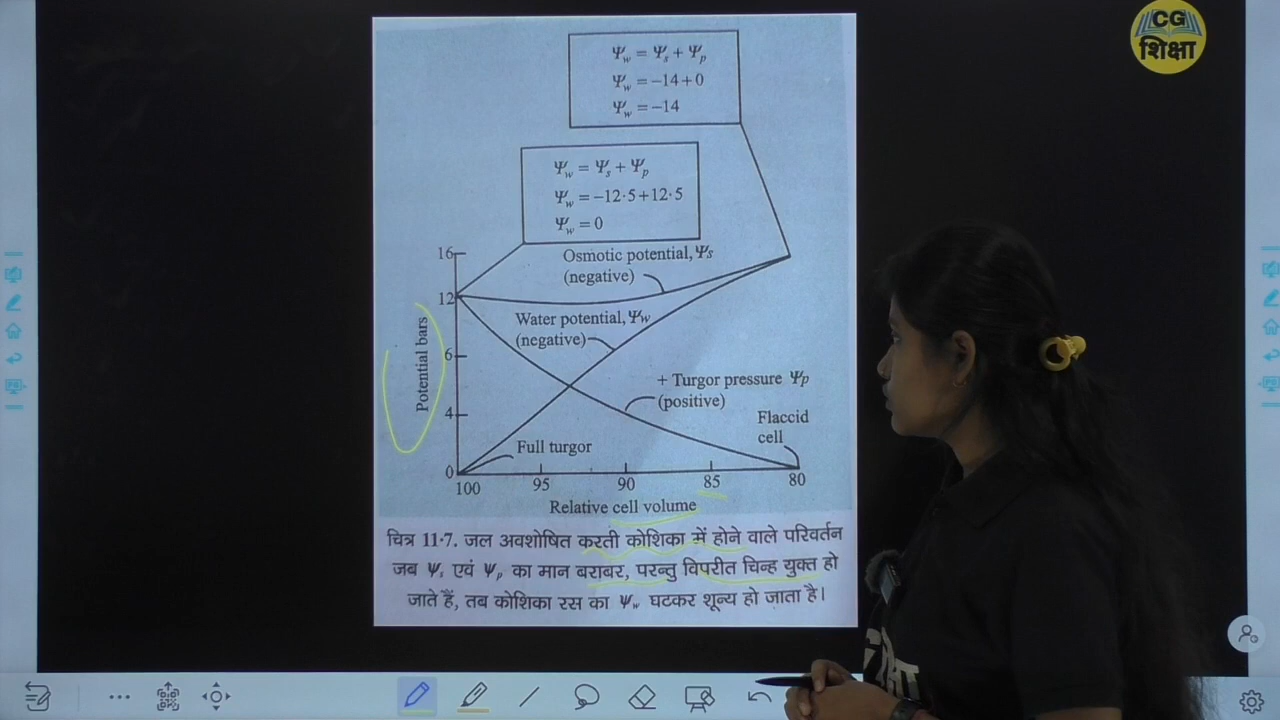 CG
शिक्षा
Ψw = Ψs + Ψp
Ψw = −14+0
Ψw = −14
Ψw = Ψs + Ψp
Ψw = −12·5+12·5
Ψw = 0
16
12
6
4
0
Potential bars
Osmotic potential, Ψs
(negative)
Water potential, Ψw
(negative)
+ Turgor pressure Ψp
(positive)
Flaccid
cell
Full turgor
100 95 90 85 80
Relative cell volume
चित्र 11·7. जल अवशोषित करती कोशिका में होने वाले परिवर्तन
जब Ψs एवं Ψp का मान बराबर, परन्तु विपरीत चिन्ह युक्त हो
जाते हैं, तब कोशिका रस का Ψw घटकर शून्य हो जाता है।